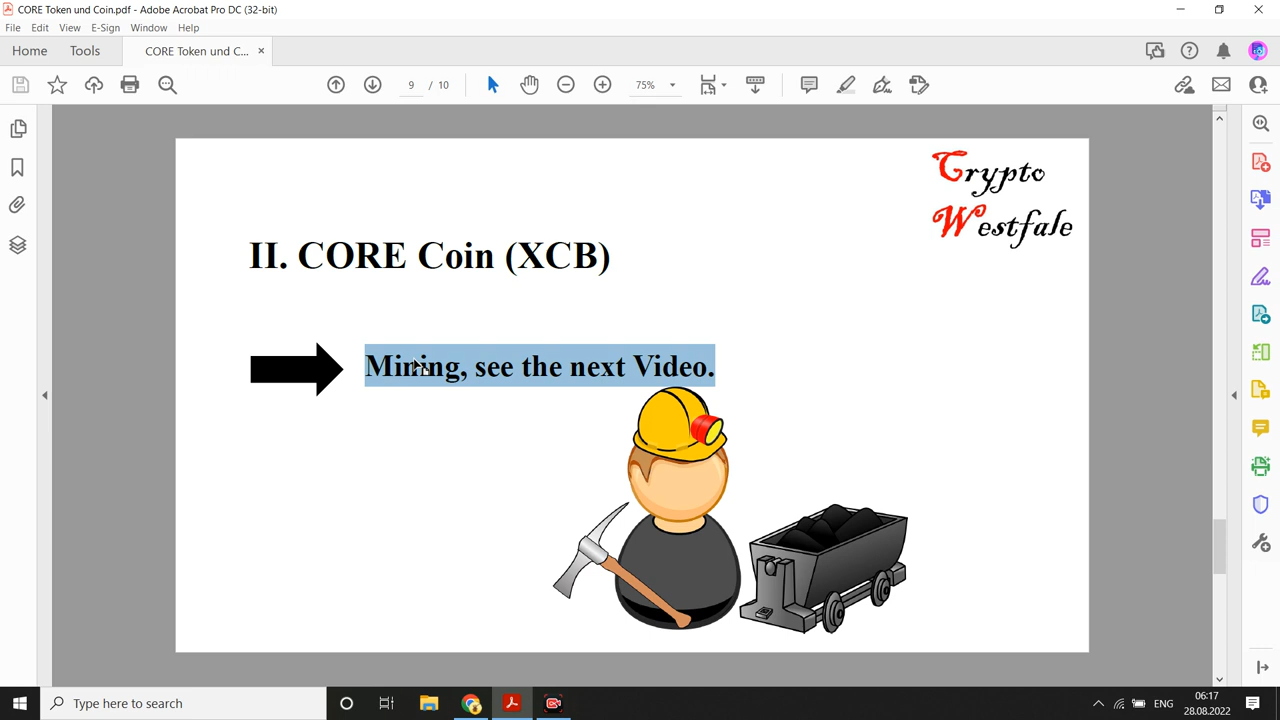 CORE Token und Coin.pdf - Adobe Acrobat Pro DC (32-bit)
File Edit View E-Sign Window Help
Home Tools CORE Token und C... ×
9 / 10 75%
Crypto
Westfale
II. CORE Coin (XCB)
Mining, see the next Video.
Type here to search
ENG
06:17
28.08.2022